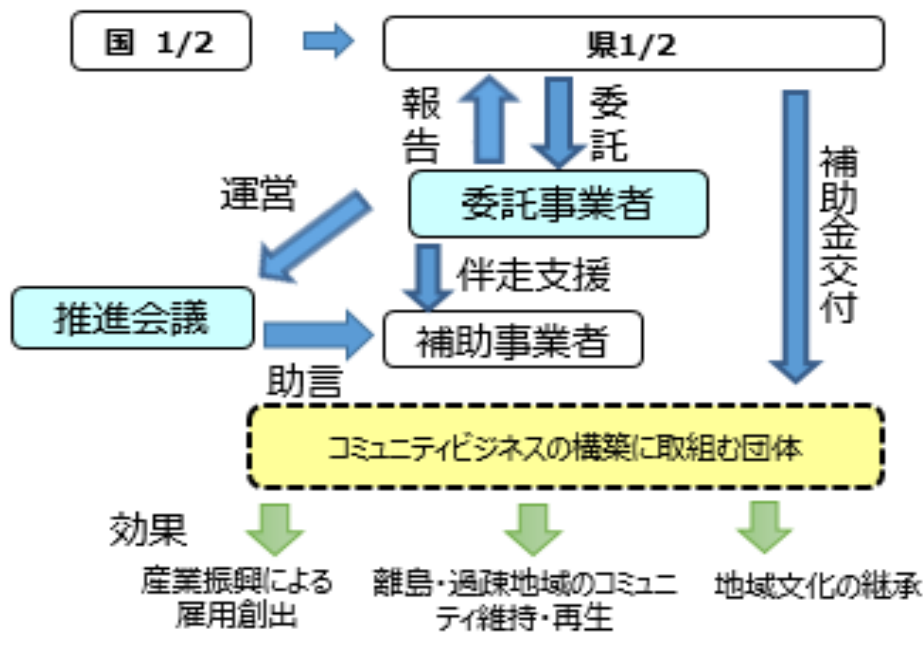 国 1/2
県1/2
報告
委託
補助金交付
運営
委託事業者
伴走支援
推進会議
補助事業者
助言
コミュニティビジネスの構築に取組む団体
効果
産業振興による
雇用創出
離島・過疎地域のコミュニ
ティ維持・再生
地域文化の継承